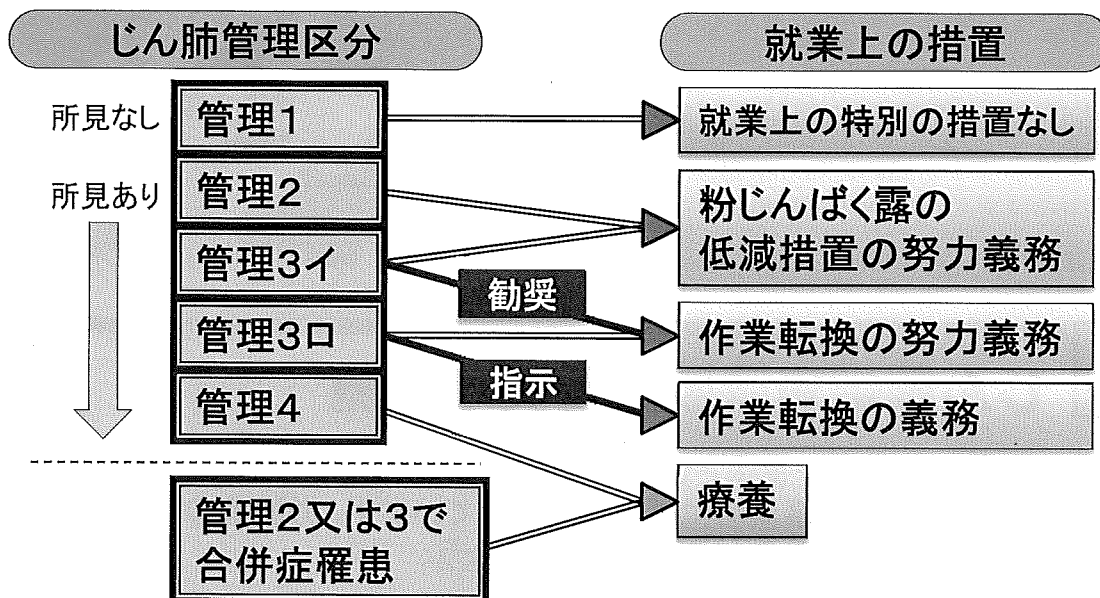 じん肺管理区分
就業上の措置
所見なし
管理1
就業上の特別の措置なし
所見あり
管理2
粉じんばく露の
低減措置の努力義務
管理3イ
勧奨
管理3ロ
作業転換の努力義務
指示
管理4
作業転換の義務
管理2又は3で
合併症罹患
療養